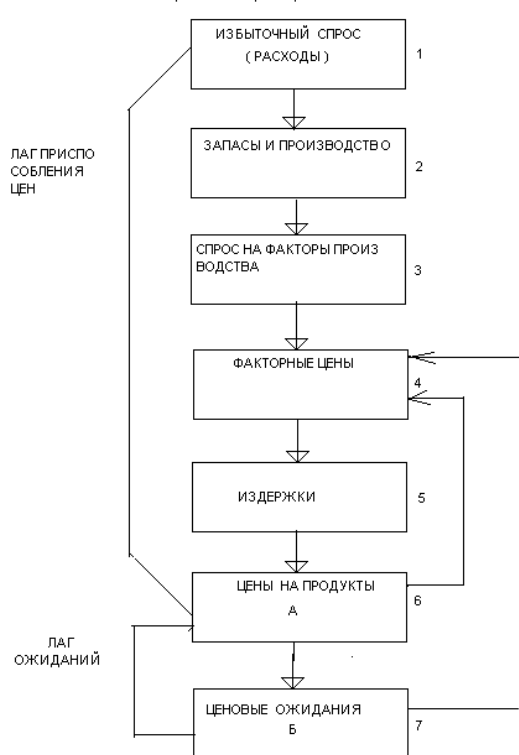 ИЗБЫТОЧНЫЙ СПРОС
( РАСХОДЫ )
1
ЛАГ ПРИСПО
СОБЛЕНИЯ
ЦЕН
ЗАПАСЫ И ПРОИЗВОДСТВО
2
СПРОС НА ФАКТОРЫ ПРОИЗ
ВОДСТВА
3
ФАКТОРНЫЕ ЦЕНЫ
4
ИЗДЕРЖКИ
5
ЦЕНЫ НА ПРОДУКТЫ
А
6
ЛАГ
ОЖИДАНИЙ
ЦЕНОВЫЕ ОЖИДАНИЯ
Б
7